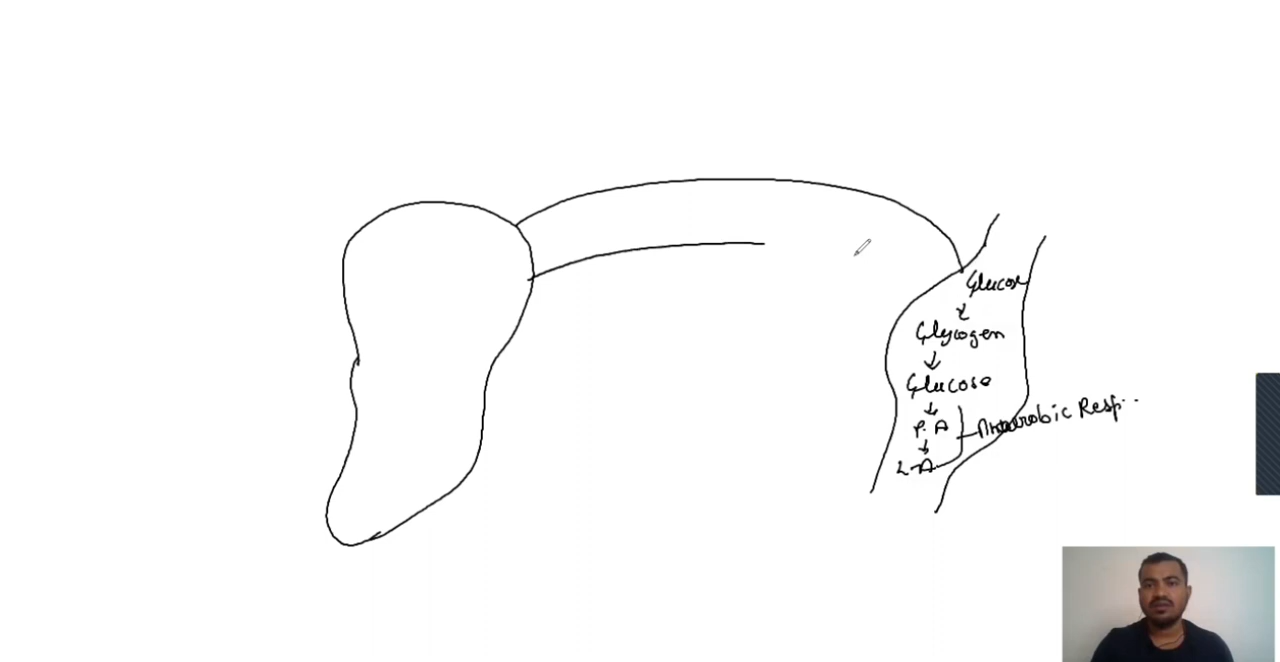 Glucose
Glycogen
Glucose
P. A
Anaerobic Resp..
L A